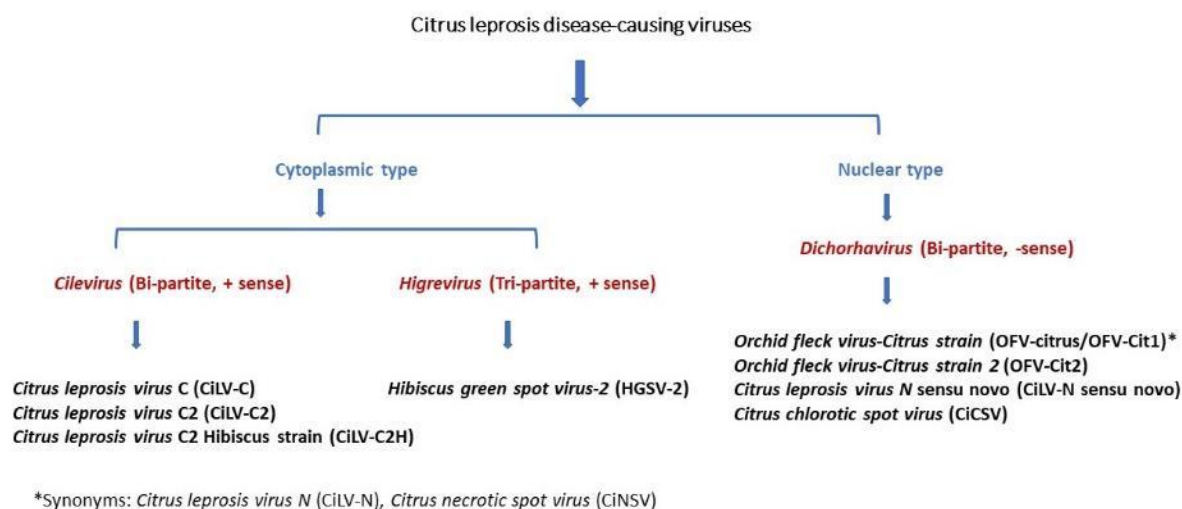 Citrus leprosis disease-causing viruses
Cytoplasmic type
Nuclear type
Cilevirus (Bi-partite, + sense)
Higrevirus (Tri-partite, + sense)
Dichorhavirus (Bi-partite, -sense)
Citrus leprosis virus C (CiLV-C)
Citrus leprosis virus C2 (CiLV-C2)
Citrus leprosis virus C2 Hibiscus strain (CiLV-C2H)
Hibiscus green spot virus-2 (HGSV-2)
Orchid fleck virus-Citrus strain (OFV-citrus/OFV-Cit1)*
Orchid fleck virus-Citrus strain 2 (OFV-Cit2)
Citrus leprosis virus N sensu novo (CiLV-N sensu novo)
Citrus chlorotic spot virus (CiCSV)
*Synonyms: Citrus leprosis virus N (CiLV-N), Citrus necrotic spot virus (CiNSV)